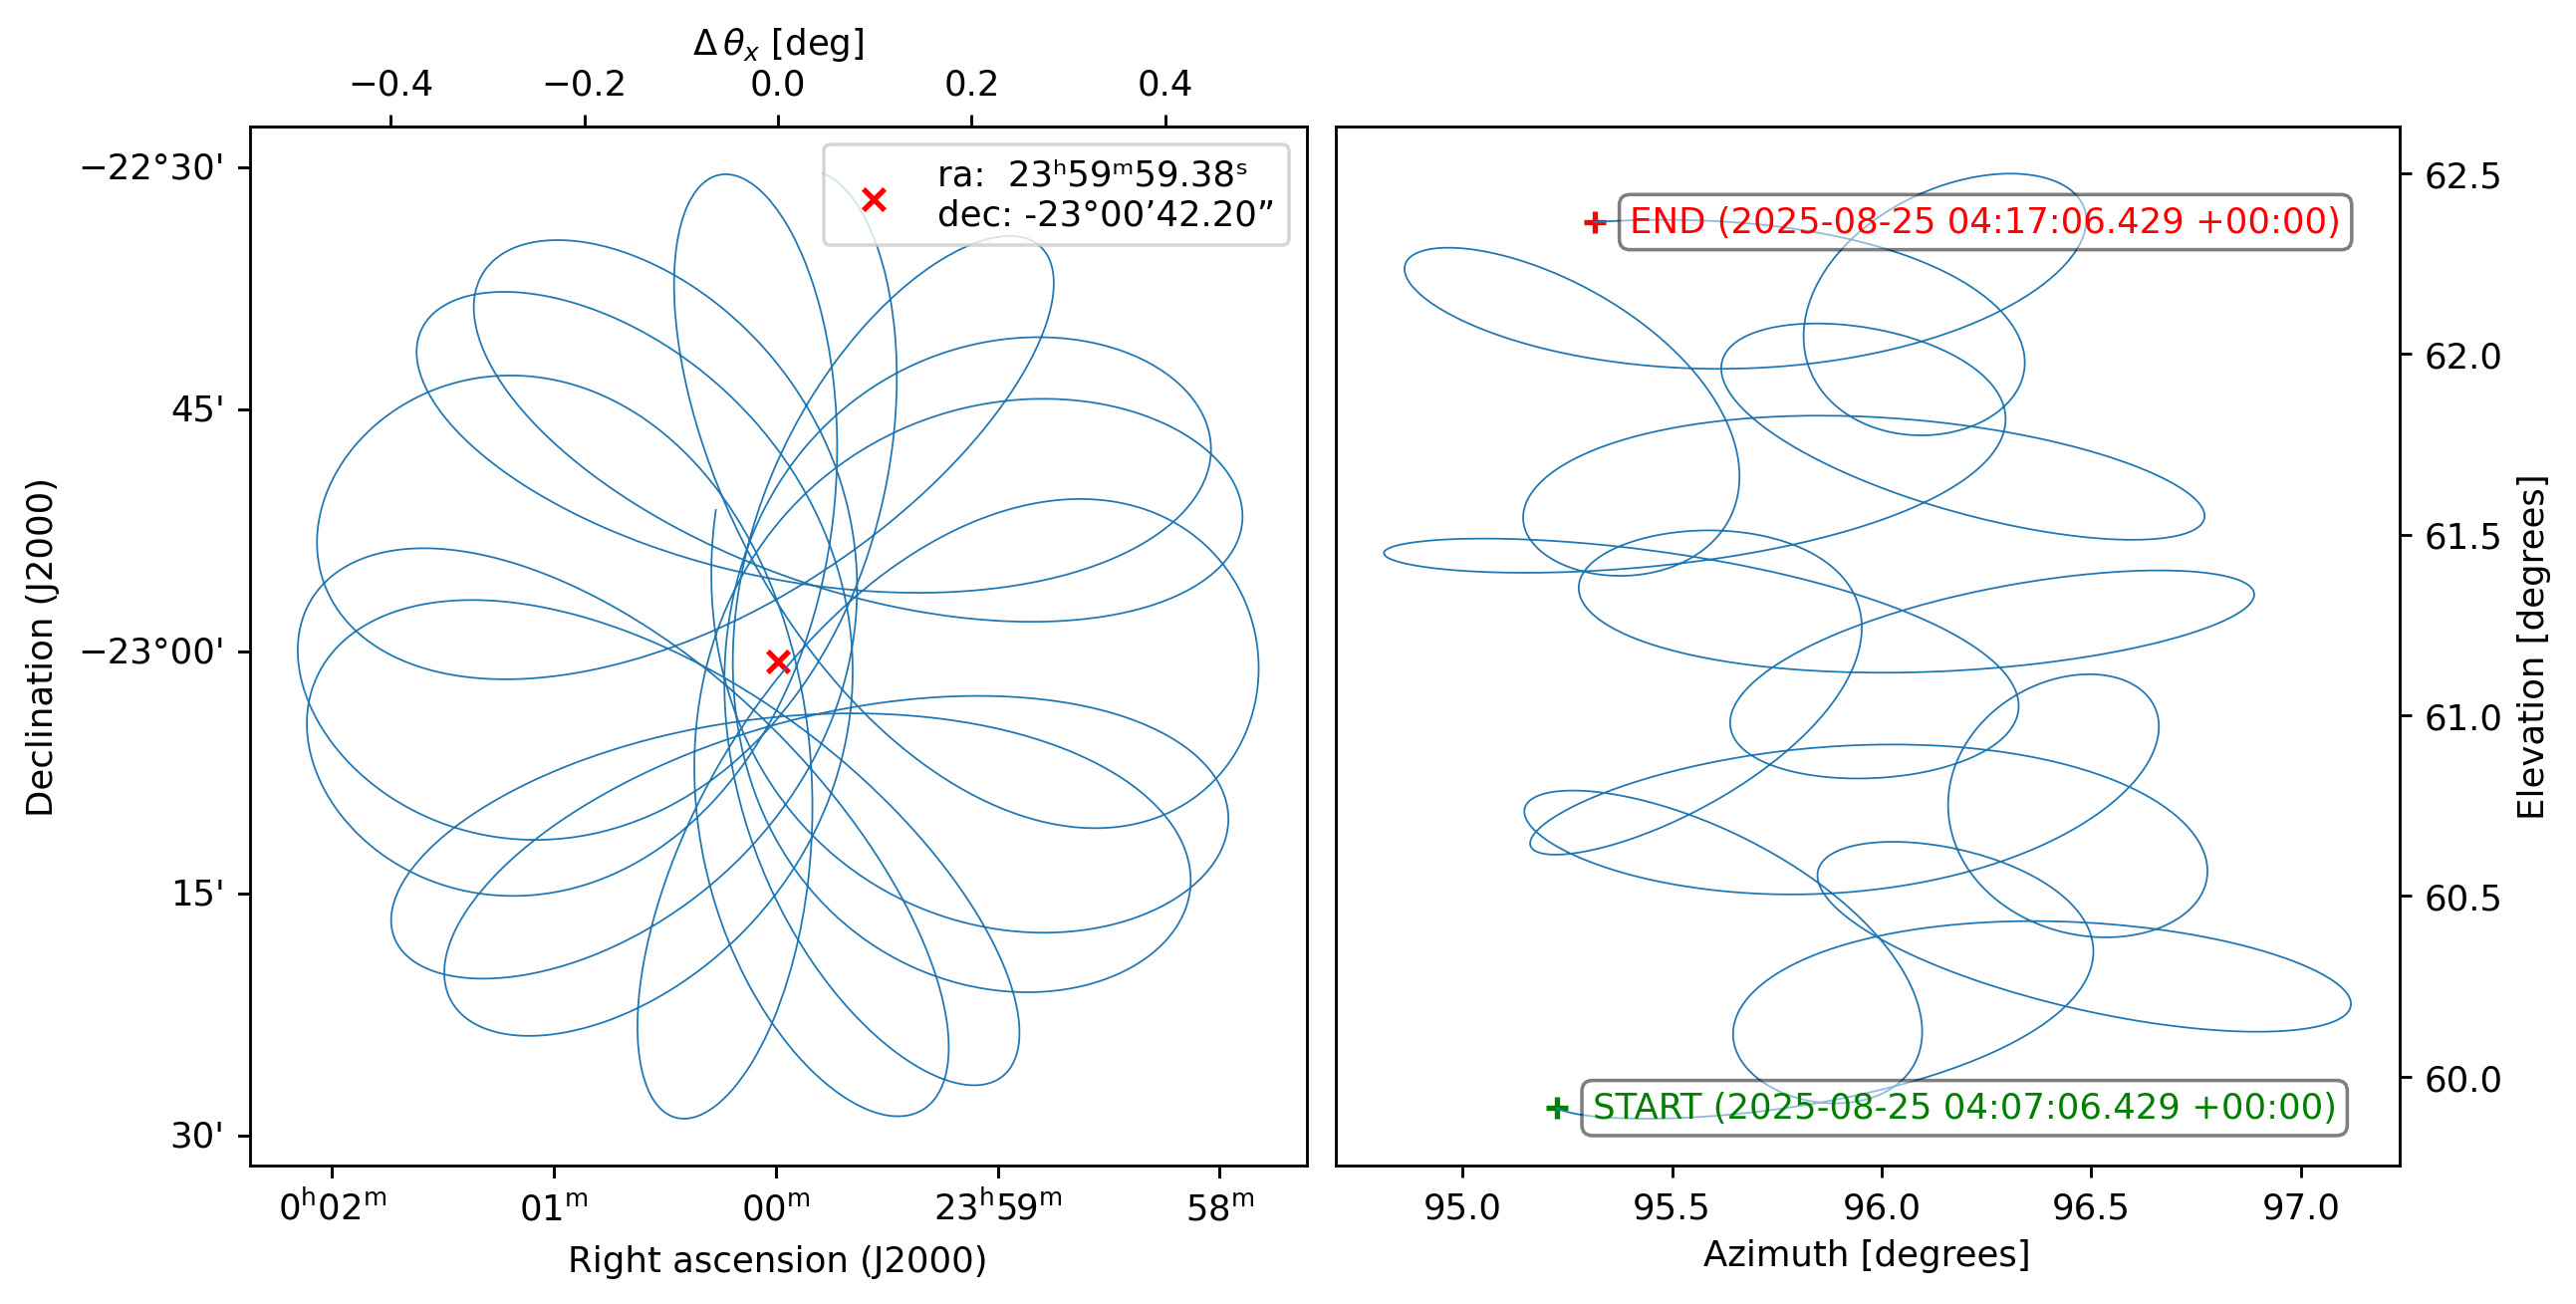 Δθₓ [deg]
−0.4 −0.2 0.0 0.2 0.4
ra:  23ʰ59ᵐ59.38ˢ
dec: -23°00’42.20”
−22°30'
45'
−23°00'
15'
30'
Declination (J2000)
0ʰ02ᵐ 01ᵐ 00ᵐ 23ʰ59ᵐ 58ᵐ
Right ascension (J2000)
END (2025-08-25 04:17:06.429 +00:00)
START (2025-08-25 04:07:06.429 +00:00)
62.5
62.0
61.5
61.0
60.5
60.0
Elevation [degrees]
95.0 95.5 96.0 96.5 97.0
Azimuth [degrees]